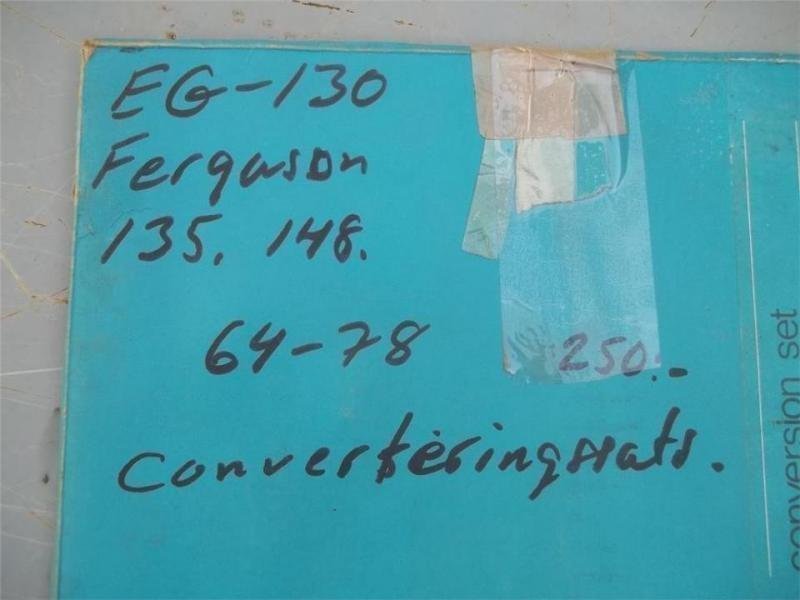 EG-130
Ferguson
135, 148.
64-78
250.-
Converteringssats.
conversion set